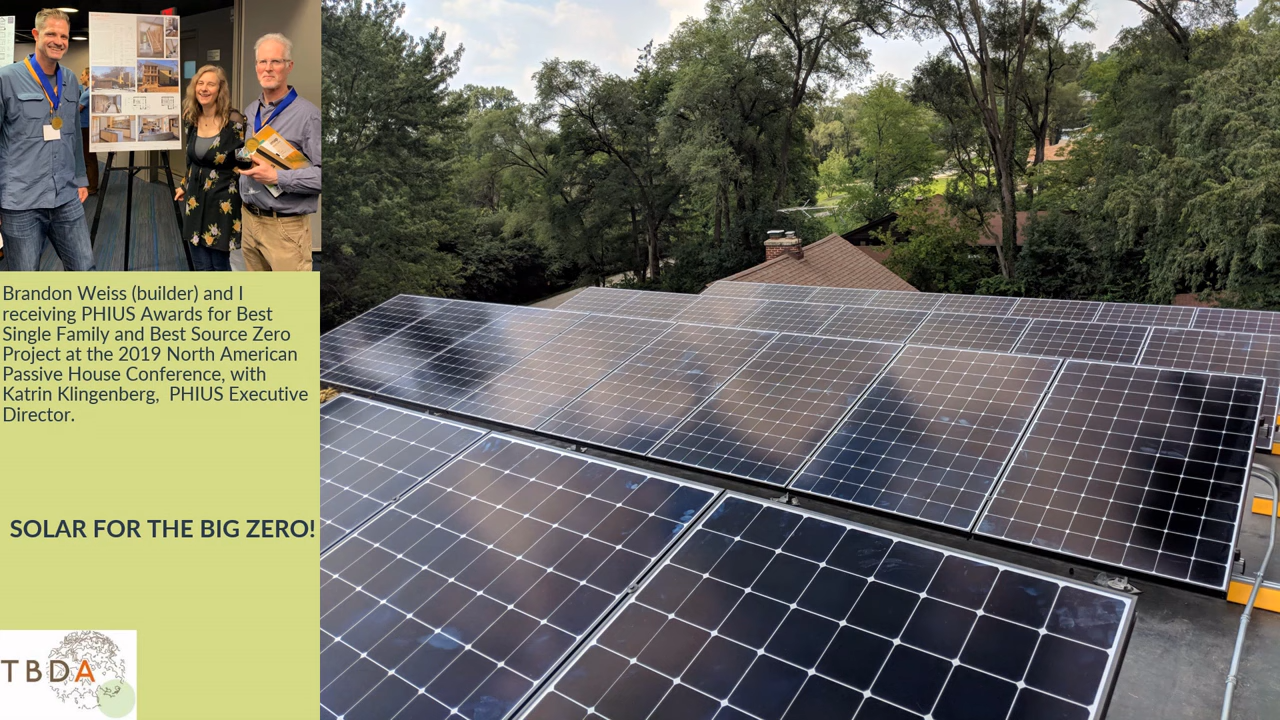 Brandon Weiss (builder) and I
receiving PHIUS Awards for Best
Single Family and Best Source Zero
Project at the 2019 North American
Passive House Conference, with
Katrin Klingenberg,  PHIUS Executive
Director.
SOLAR FOR THE BIG ZERO!
TBDA